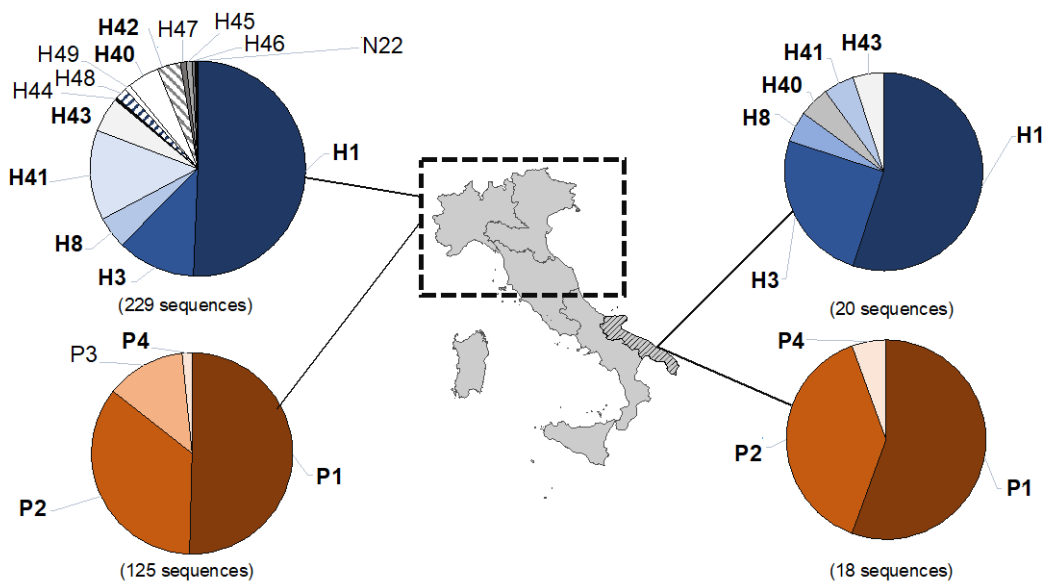 H42
H47
H45
H46
N22
H49
H40
H48
H44
H43
H41
H8
H3
H1
(229 sequences)
P4
P3
P2
P1
(125 sequences)
H43
H41
H40
H8
H3
H1
(20 sequences)
P4
P2
P1
(18 sequences)